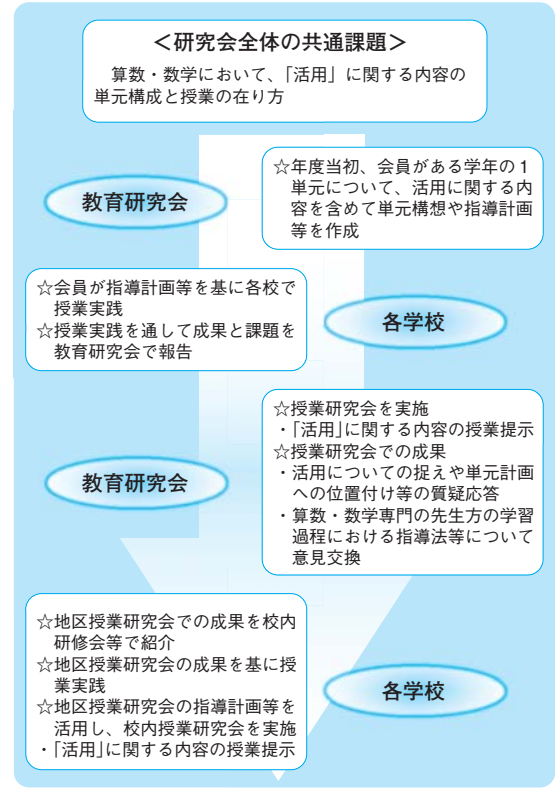 ＜研究会全体の共通課題＞
算数・数学において、「活用」に関する内容の
単元構成と授業の在り方
教育研究会
☆年度当初、会員がある学年の１
単元について、活用に関する内
容を含めて単元構想や指導計画
等を作成
☆会員が指導計画等を基に各校で
授業実践
☆授業実践を通して成果と課題を
教育研究会で報告
各学校
教育研究会
☆授業研究会を実施
・「活用」に関する内容の授業提示
☆授業研究会での成果
・活用についての捉えや単元計画
への位置付け等の質疑応答
・算数・数学専門の先生方の学習
過程における指導法等について
意見交換
☆地区授業研究会での成果を校内
研修会等で紹介
☆地区授業研究会の成果を基に授
業実践
☆地区授業研究会の指導計画等を
活用し、校内授業研究会を実施
・「活用」に関する内容の授業提示
各学校